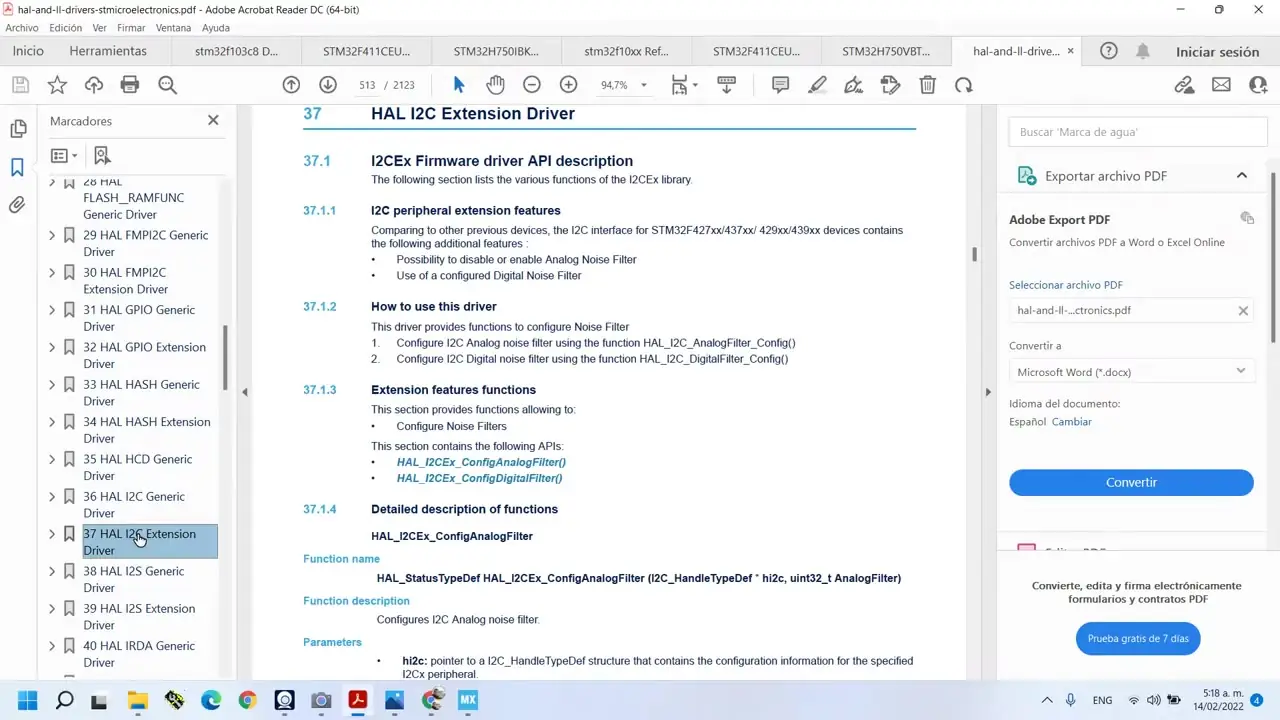 hal-and-ll-drivers-stmicroelectronics.pdf - Adobe Acrobat Reader DC (64-bit)
Archivo Edición Ver Firmar Ventana Ayuda
Inicio Herramientas stm32f103c8 D... STM32F411CEU... STM32H750IBK... stm32f10xx Ref... STM32F411CEU... STM32H750VBT... hal-and-ll-drive... × Iniciar sesión
513 / 2123 94,7%
Marcadores
28 HAL
FLASH__RAMFUNC
Generic Driver
29 HAL FMPI2C Generic
Driver
30 HAL FMPI2C
Extension Driver
31 HAL GPIO Generic
Driver
32 HAL GPIO Extension
Driver
33 HAL HASH Generic
Driver
34 HAL HASH Extension
Driver
35 HAL HCD Generic
Driver
36 HAL I2C Generic
Driver
37 HAL I2C Extension
Driver
38 HAL I2S Generic
Driver
39 HAL I2S Extension
Driver
40 HAL IRDA Generic
Driver
37 HAL I2C Extension Driver
37.1 I2CEx Firmware driver API description
The following section lists the various functions of the I2CEx library.
37.1.1 I2C peripheral extension features
Comparing to other previous devices, the I2C interface for STM32F427xx/437xx/ 429xx/439xx devices contains
the following additional features :
• Possibility to disable or enable Analog Noise Filter
• Use of a configured Digital Noise Filter
37.1.2 How to use this driver
This driver provides functions to configure Noise Filter
1. Configure I2C Analog noise filter using the function HAL_I2C_AnalogFilter_Config()
2. Configure I2C Digital noise filter using the function HAL_I2C_DigitalFilter_Config()
37.1.3 Extension features functions
This section provides functions allowing to:
• Configure Noise Filters
This section contains the following APIs:
• HAL_I2CEx_ConfigAnalogFilter()
• HAL_I2CEx_ConfigDigitalFilter()
37.1.4 Detailed description of functions
HAL_I2CEx_ConfigAnalogFilter
Function name
HAL_StatusTypeDef HAL_I2CEx_ConfigAnalogFilter (I2C_HandleTypeDef * hi2c, uint32_t AnalogFilter)
Function description
Configures I2C Analog noise filter.
Parameters
• hi2c: pointer to a I2C_HandleTypeDef structure that contains the configuration information for the specified
I2Cx peripheral.
Buscar 'Marca de agua'
Exportar archivo PDF
Adobe Export PDF
Convertir archivos PDF a Word o Excel Online
Seleccionar archivo PDF
hal-and-ll-...ctronics.pdf
Convertir a
Microsoft Word (*.docx)
Idioma del documento:
Español Cambiar
Convertir
Convierte, edita y firma electrónicamente
formularios y contratos PDF
Prueba gratis de 7 días
MX
ENG
5:18 a. m.
14/02/2022
4